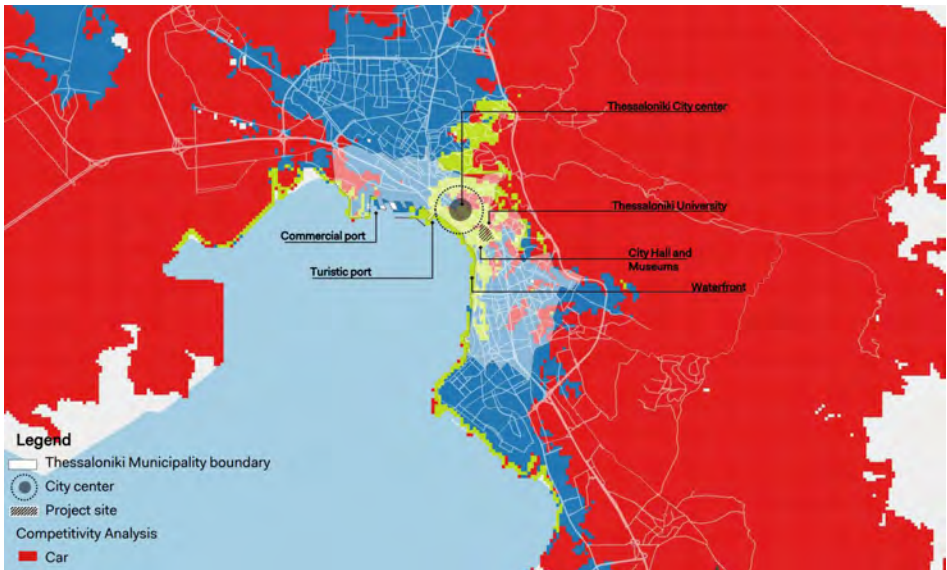 Thessaloniki City center
Thessaloniki University
Commercial port
City Hall and
Museums
Turistic port
Waterfront
Legend
Thessaloniki Municipality boundary
City center
Project site
Competitivity Analysis
Car